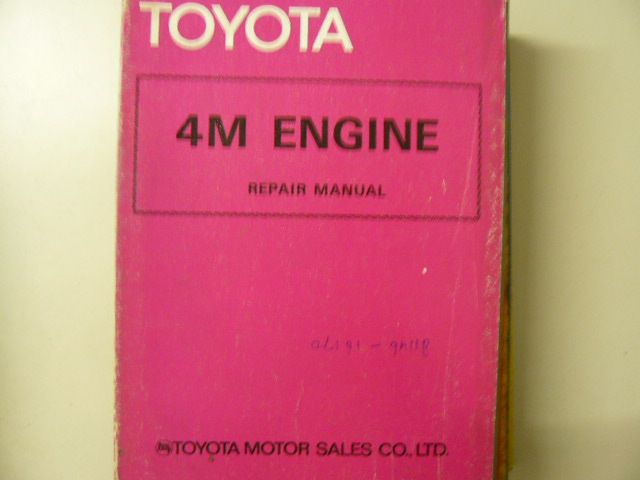 TOYOTA
4M ENGINE
REPAIR MANUAL
TOYOTA MOTOR SALES CO., LTD.